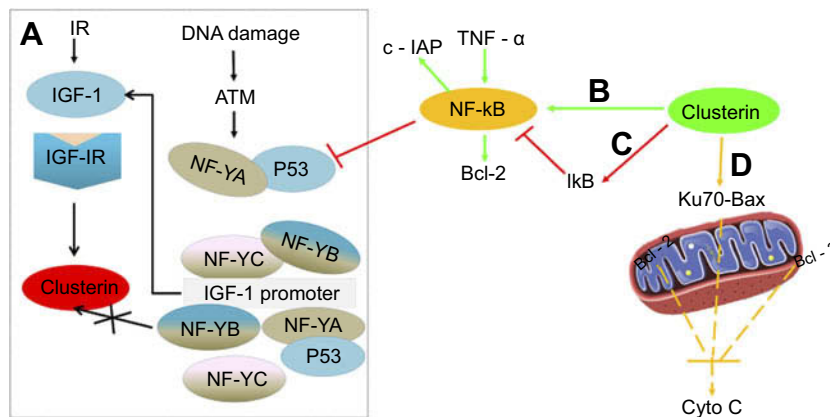 A
IR
DNA damage
IGF-1
ATM
IGF-IR
NF-YA
P53
NF-YC
NF-YB
Clusterin
IGF-1 promoter
NF-YB
NF-YA
P53
NF-YC
c - IAP
TNF - α
NF-kB
B
Clusterin
C
D
Bcl-2
IkB
Ku70-Bax
Bcl - 2
Bcl -
Cyto C